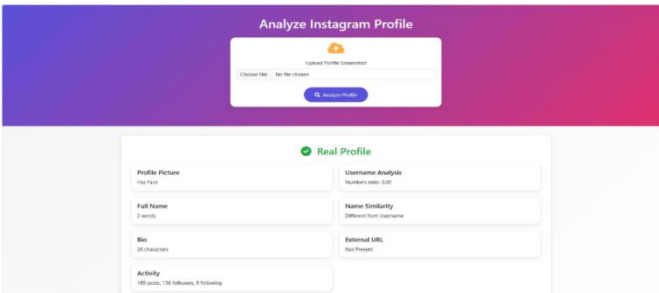 Analyze Instagram Profile
Upload Profile Screenshot
Choose File No file chosen
Analyze Profile
Real Profile
Profile Picture
Has Face
Username Analysis
Numbers ratio: 0.00
Full Name
2 words
Name Similarity
Different from Username
Bio
26 characters
External URL
Not Present
Activity
189 posts, 138 followers, 8 following